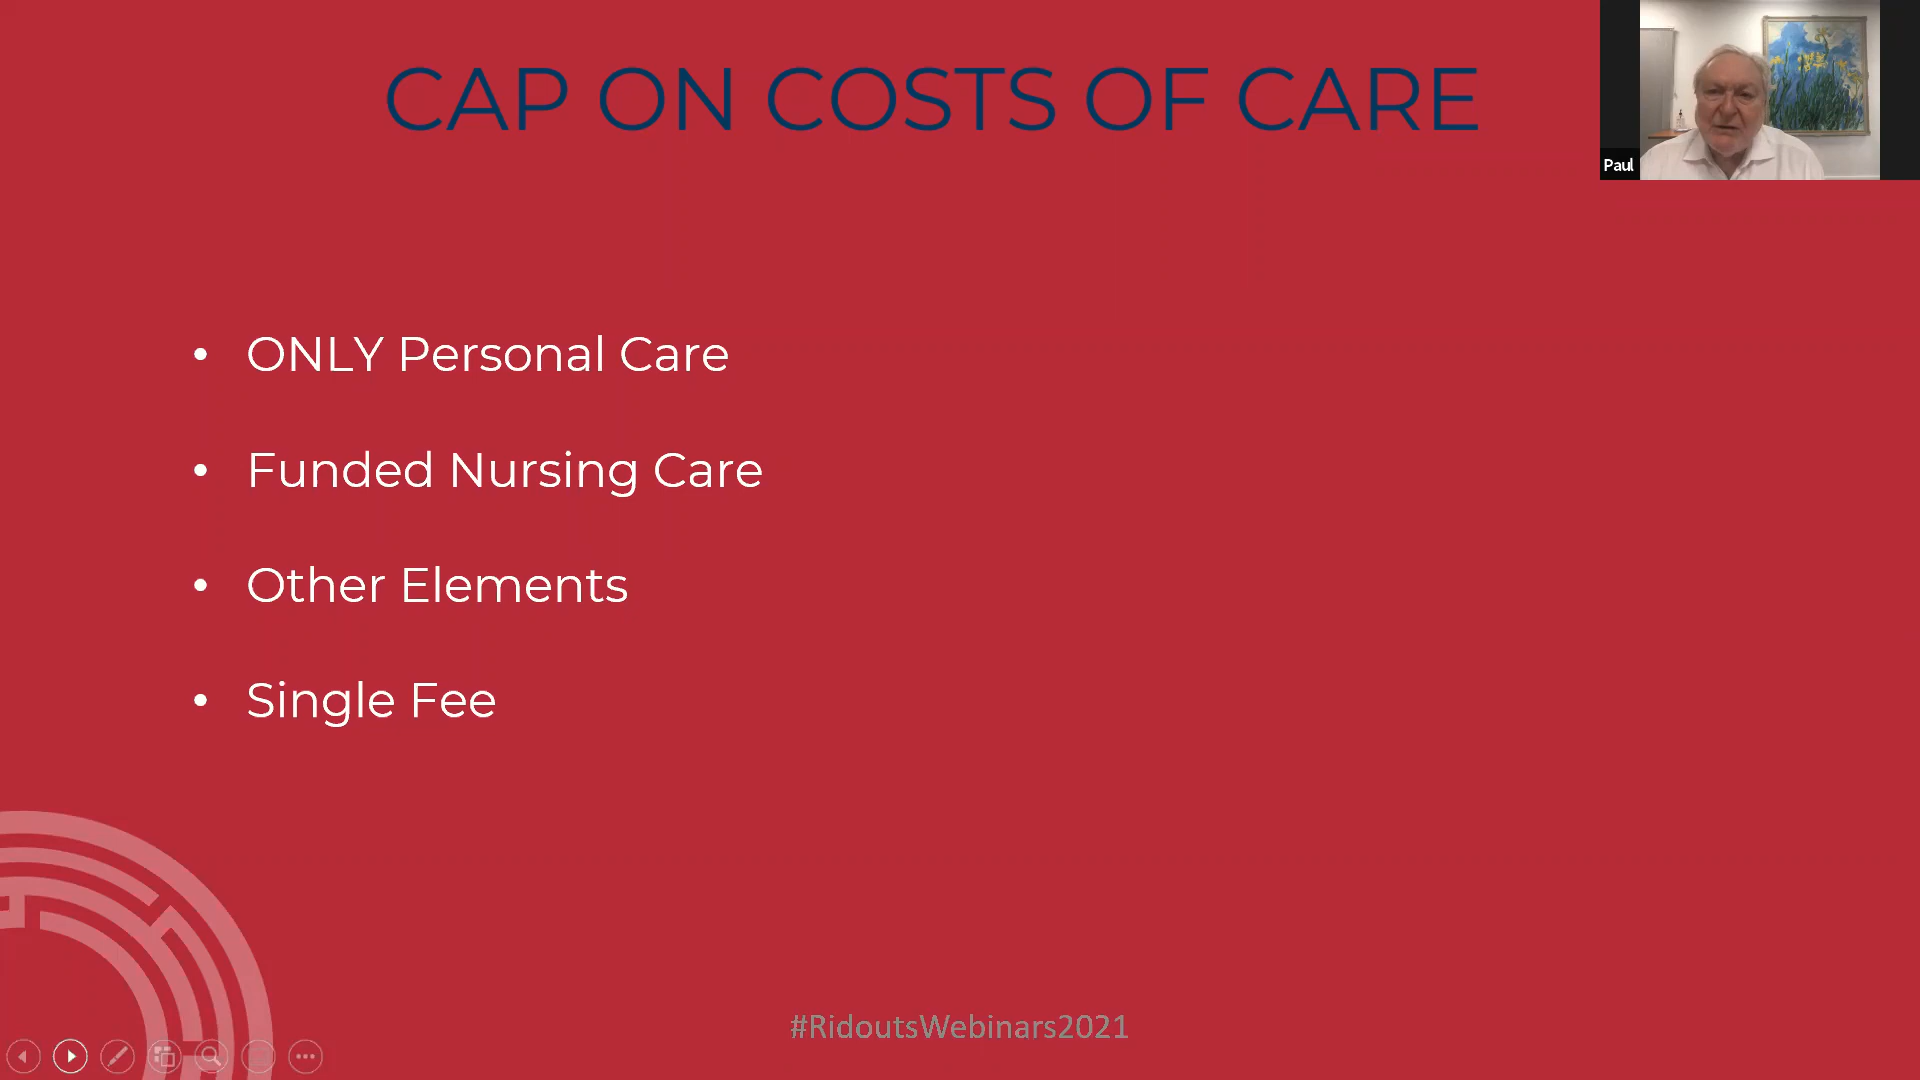 CAP ON COSTS OF CARE
Paul
• ONLY Personal Care
• Funded Nursing Care
• Other Elements
• Single Fee
#RidoutsWebinars2021